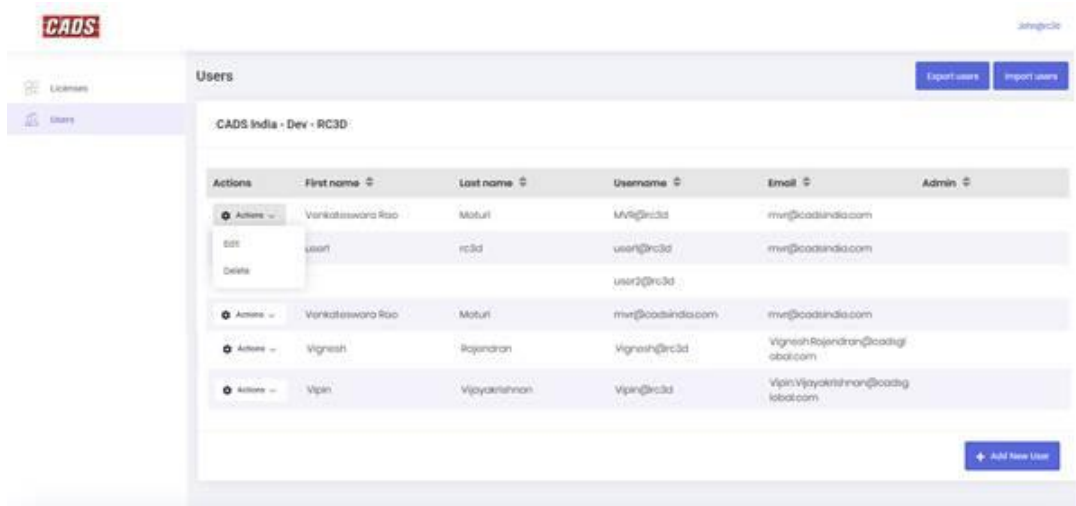 CADS
Licenses
Users
Users
Export users
Import users
CADS India - Dev - RC3D
Actions First name Last name Username Email Admin
Actions Venkateswara Rao Moturi MVR@rc3d mvr@cadsindia.com
Edit
user1 rc3d user1@rc3d mvr@cadsindia.com
Delete
user2@rc3d
Actions Venkateswara Rao Moturi mvr@cadsindia.com mvr@cadsindia.com
Actions Vignesh Rajendran Vignesh@rc3d Vignesh.Rajendran@cadsgl
obal.com
Actions Vipin Vijayakrishnan Vipin@rc3d Vipin.Vijayakrishnan@cadsg
lobal.com
+ Add New User